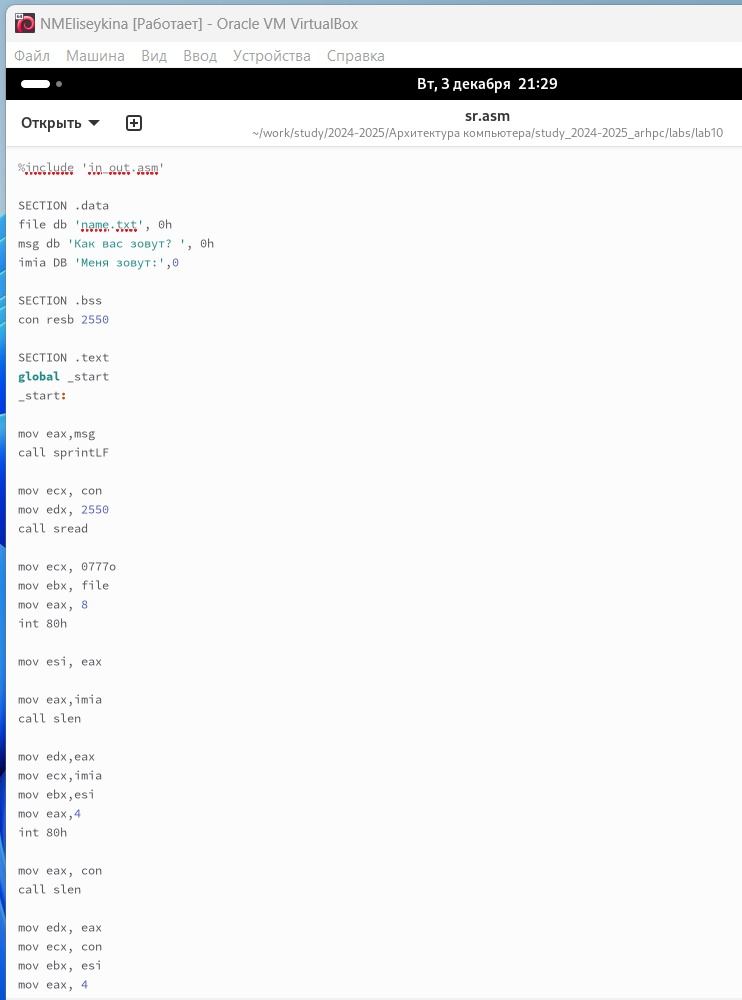 NMEliseykina [Работает] - Oracle VM VirtualBox
Файл Машина Вид Ввод Устройства Справка
Вт, 3 декабря 21:29
Открыть
sr.asm
~/work/study/2024-2025/Архитектура компьютера/study_2024-2025_arhpc/labs/lab10
%include 'in_out.asm'
SECTION .data
file db 'name.txt', 0h
msg db 'Как вас зовут? ', 0h
imia DB 'Меня зовут:',0
SECTION .bss
con resb 2550
SECTION .text
global _start
_start:
mov eax,msg
call sprintLF
mov ecx, con
mov edx, 2550
call sread
mov ecx, 0777o
mov ebx, file
mov eax, 8
int 80h
mov esi, eax
mov eax,imia
call slen
mov edx,eax
mov ecx,imia
mov ebx,esi
mov eax,4
int 80h
mov eax, con
call slen
mov edx, eax
mov ecx, con
mov ebx, esi
mov eax, 4